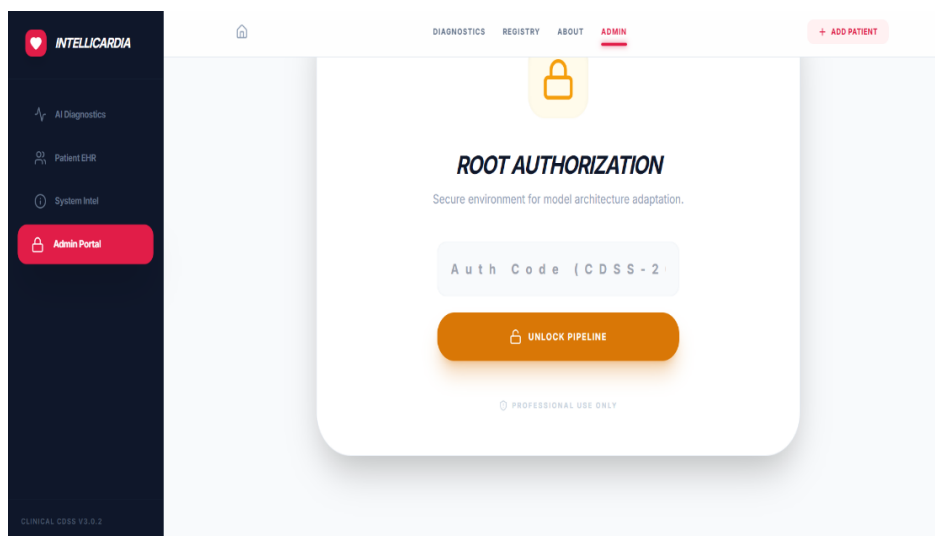 INTELLICARDIA
DIAGNOSTICS REGISTRY ABOUT ADMIN
+ ADD PATIENT
AI Diagnostics
Patient EHR
System Intel
Admin Portal
ROOT AUTHORIZATION
Secure environment for model architecture adaptation.
Auth Code (CDSS-2
UNLOCK PIPELINE
PROFESSIONAL USE ONLY
CLINICAL CDSS V3.0.2